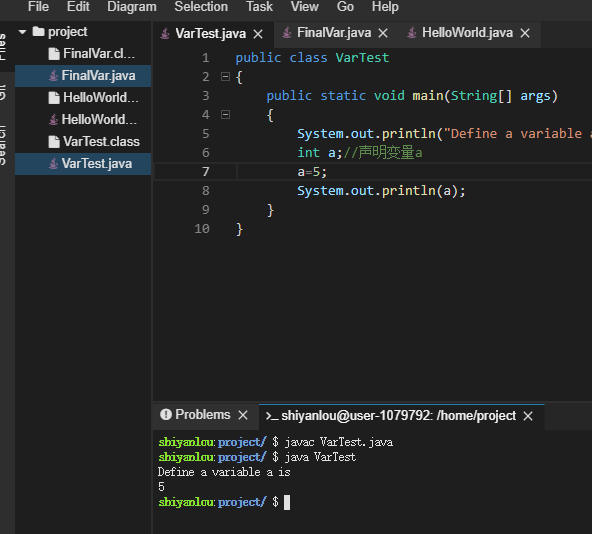 File Edit Diagram Selection Task View Go Help
Files
Git
Search
project
FinalVar.cl...
FinalVar.java
HelloWorld...
HelloWorld...
VarTest.class
VarTest.java
VarTest.java FinalVar.java HelloWorld.java
1 public class VarTest
2 {
3 public static void main(String[] args)
4 {
5 System.out.println("Define a variable a
6 int a;//声明变量a
7 a=5;
8 System.out.println(a);
9 }
10 }
Problems >_ shiyanlou@user-1079792: /home/project
shiyanlou:project/ $ javac VarTest.java
shiyanlou:project/ $ java VarTest
Define a variable a is
5
shiyanlou:project/ $